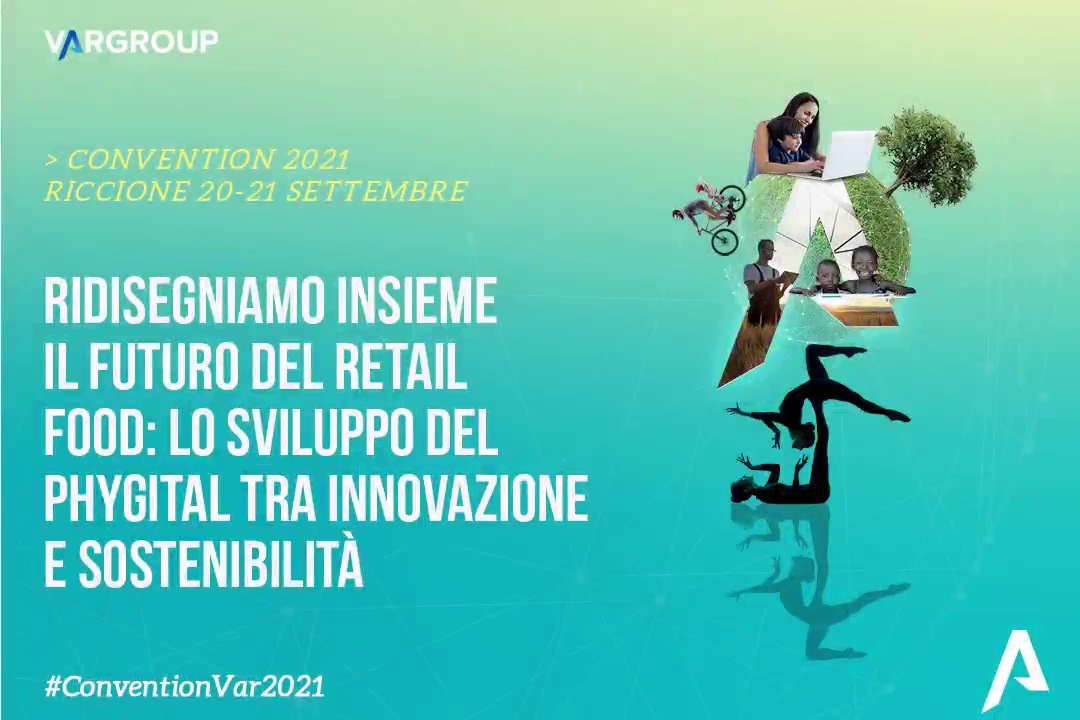 VARGROUP
> CONVENTION 2021
RICCIONE 20-21 SETTEMBRE
RIDISEGNIAMO INSIEME
IL FUTURO DEL RETAIL
FOOD: LO SVILUPPO DEL
PHYGITAL TRA INNOVAZIONE
E SOSTENIBILITÀ
#ConventionVar2021